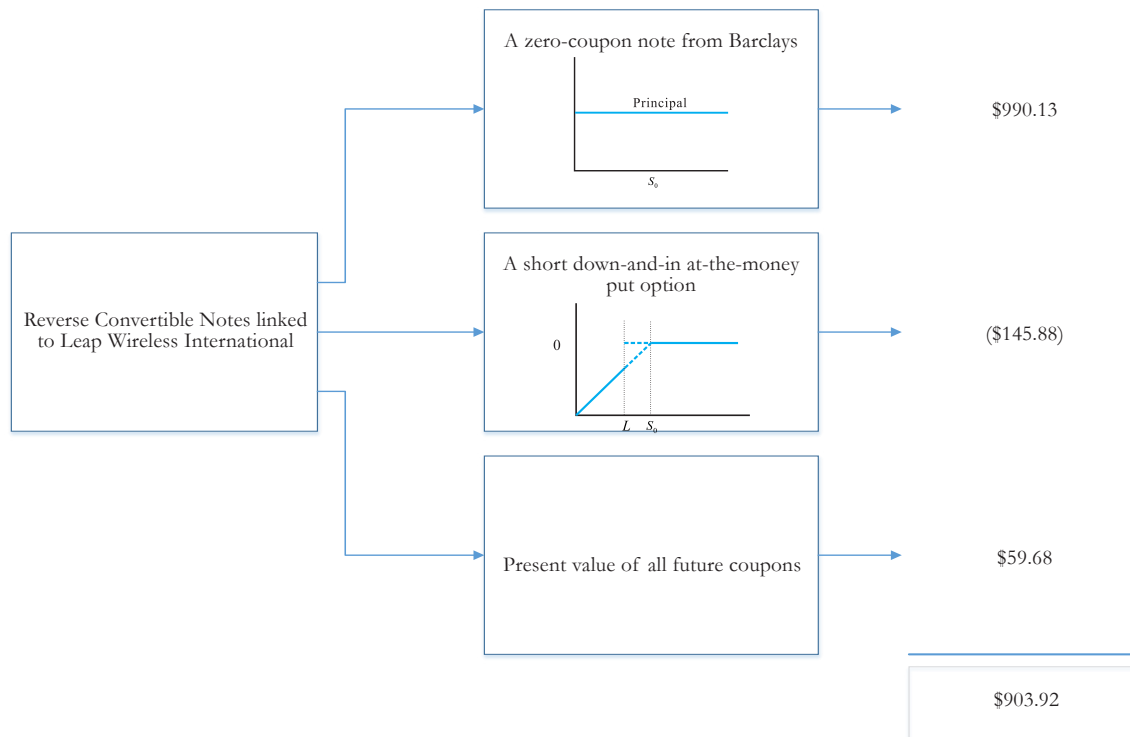 A zero-coupon note from Barclays
Principal
S₀
$990.13
Reverse Convertible Notes linked
to Leap Wireless International
A short down-and-in at-the-money
put option
0
L S₀
($145.88)
Present value of all future coupons
$59.68
$903.92